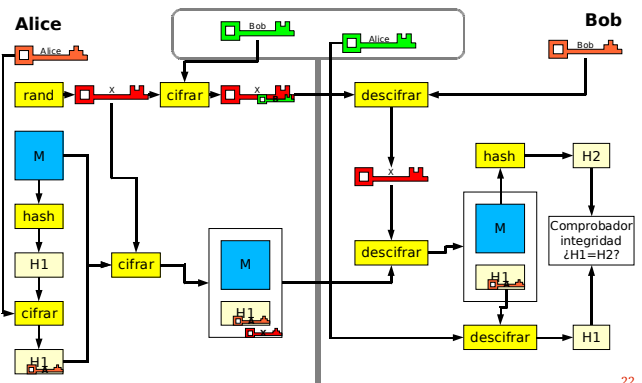 Alice
Bob
Bob
Alice
Alice
Bob
rand
X
cifrar
X
descifrar
M
X
hash
H2
hash
M
Comprobador
integridad
¿H1=H2?
H1
cifrar
M
descifrar
H1
cifrar
H1
X
descifrar
H1
H1
22